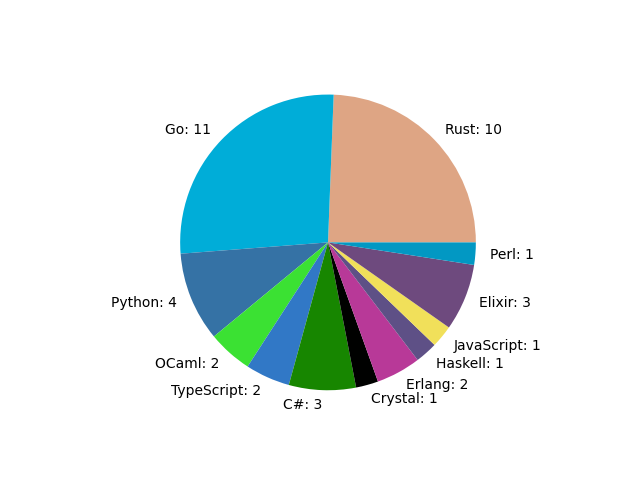 Go: 11
Rust: 10
Perl: 1
Python: 4
Elixir: 3
JavaScript: 1
OCaml: 2
Haskell: 1
Erlang: 2
TypeScript: 2
Crystal: 1
C#: 3